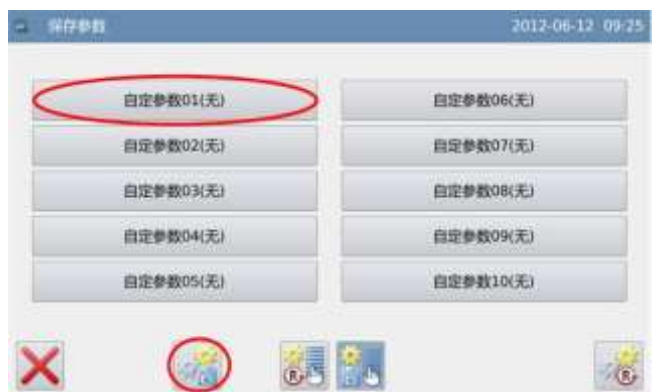 保存参数 2012-06-12 09:25
自定参数01(无) 自定参数06(无)
自定参数02(无) 自定参数07(无)
自定参数03(无) 自定参数08(无)
自定参数04(无) 自定参数09(无)
自定参数05(无) 自定参数10(无)
R R R